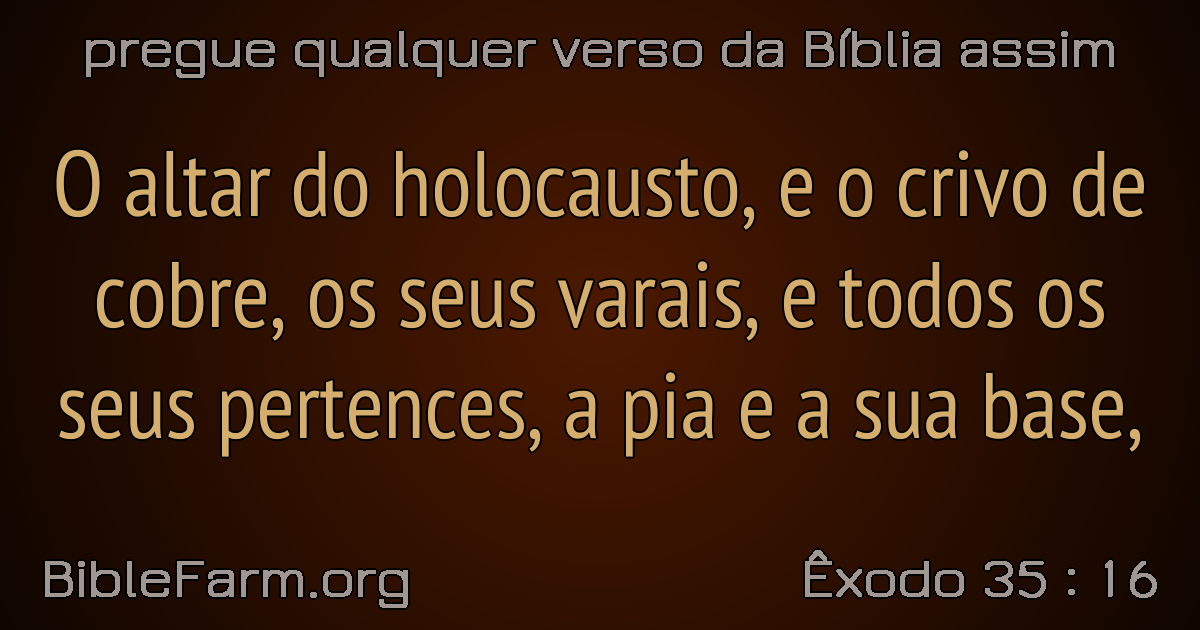 pregue qualquer verso da Bíblia assim
O altar do holocausto, e o crivo de
cobre, os seus varais, e todos os
seus pertences, a pia e a sua base,
BibleFarm.org
Êxodo 35 : 16